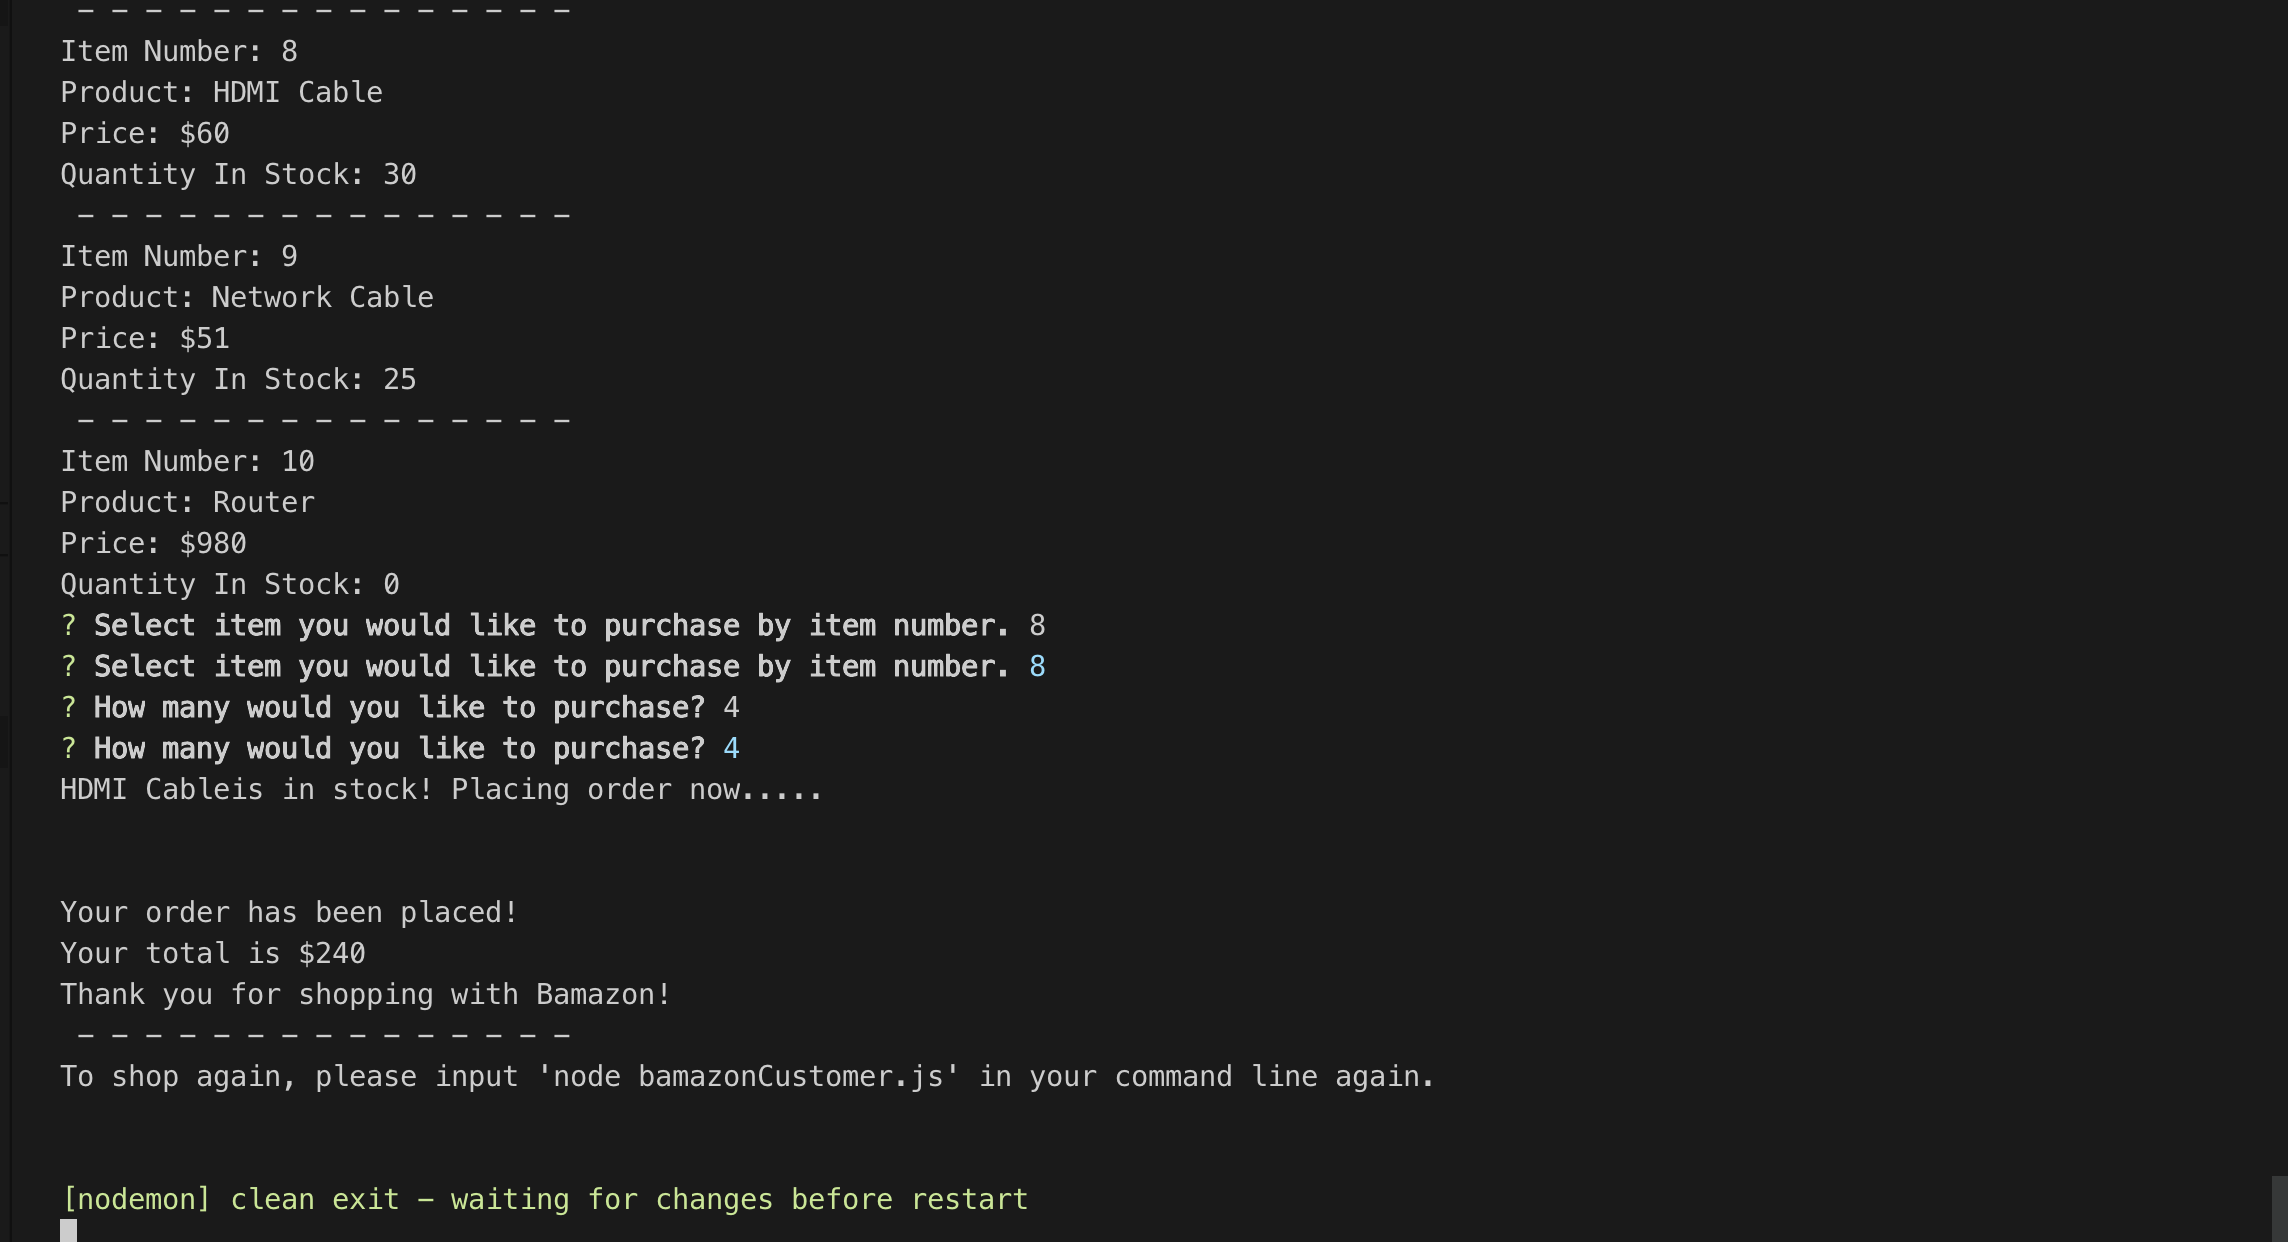 - - - - - - - - - - - - - - -
Item Number: 8
Product: HDMI Cable
Price: $60
Quantity In Stock: 30
- - - - - - - - - - - - - - -
Item Number: 9
Product: Network Cable
Price: $51
Quantity In Stock: 25
- - - - - - - - - - - - - - -
Item Number: 10
Product: Router
Price: $980
Quantity In Stock: 0
? Select item you would like to purchase by item number. 8
? Select item you would like to purchase by item number. 8
? How many would you like to purchase? 4
? How many would you like to purchase? 4
HDMI Cableis in stock! Placing order now.....
Your order has been placed!
Your total is $240
Thank you for shopping with Bamazon!
- - - - - - - - - - - - - - -
To shop again, please input 'node bamazonCustomer.js' in your command line again.
[nodemon] clean exit - waiting for changes before restart